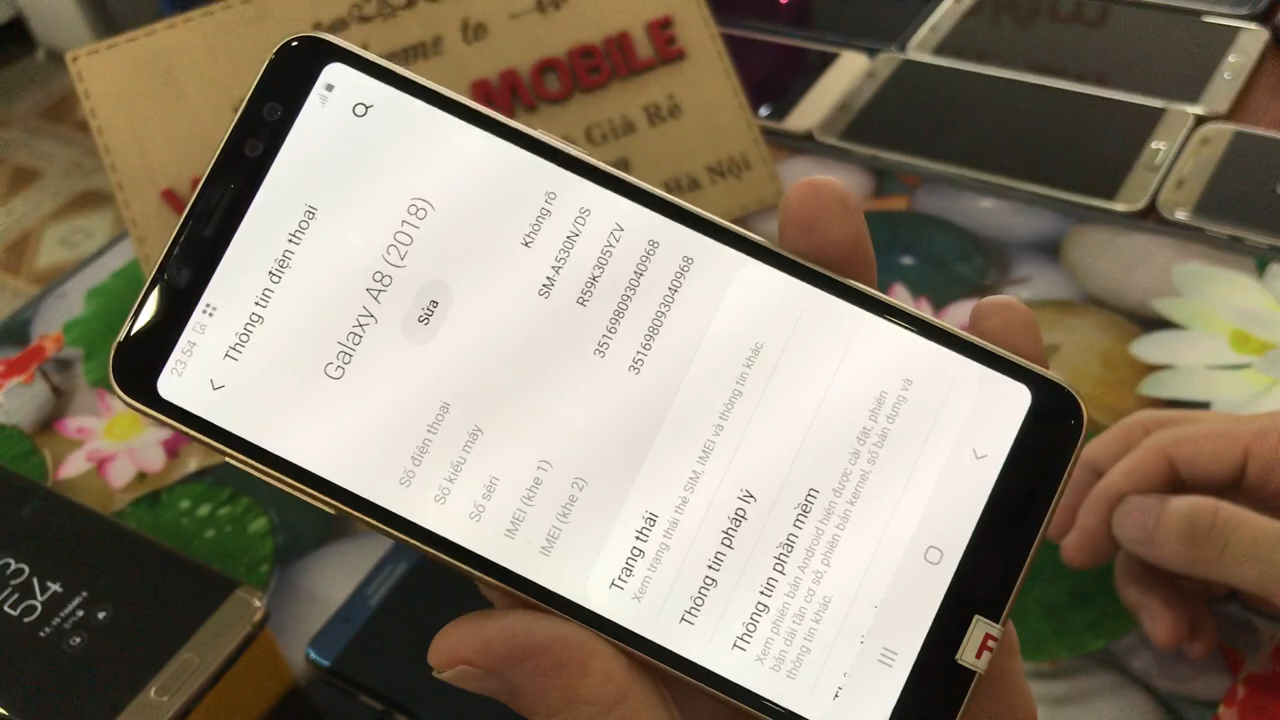 to
MOBILE
Giá Rẻ
Hà Nội
23:54
Thông tin điện thoại
Galaxy A8 (2018)
Sửa
Số điện thoại Không rõ
Số kiểu máy SM-A530N/DS
Số sêri R59K305YZV
IMEI (khe 1) 351698093040968
IMEI (khe 2) 351698093040968
Trạng thái
Xem trạng thái thẻ SIM, IMEI và thông tin khác.
Thông tin pháp lý
Thông tin phần mềm
Xem phiên bản Android hiện được cài đặt, phiên
bản dải tần cơ sở, phiên bản kernel, số bản dựng và
thông tin khác.
54